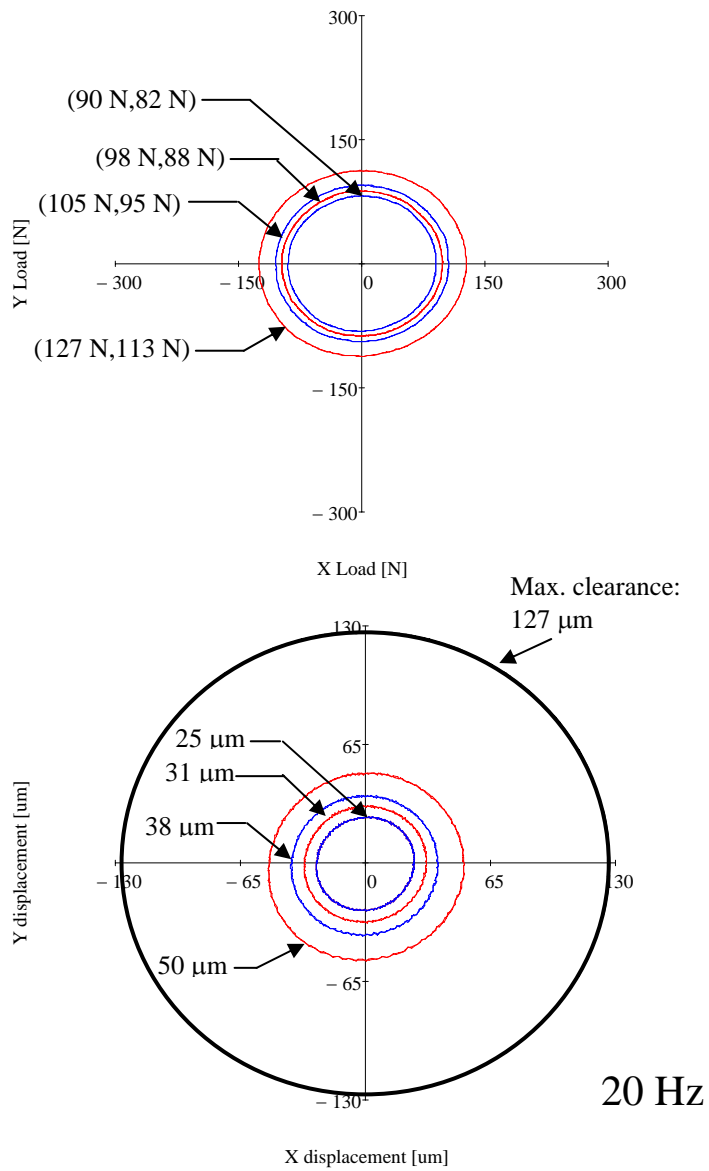 300
(90 N,82 N)
150
(98 N,88 N)
(105 N,95 N)
Y Load [N]
– 300
– 150
0
150
300
(127 N,113 N)
– 150
– 300
X Load [N]
Max. clearance:
127 μm
130
25 μm
65
31 μm
38 μm
Y displacement [um]
– 130
– 65
0
65
130
50 μm
– 65
20 Hz
– 130
X displacement [um]